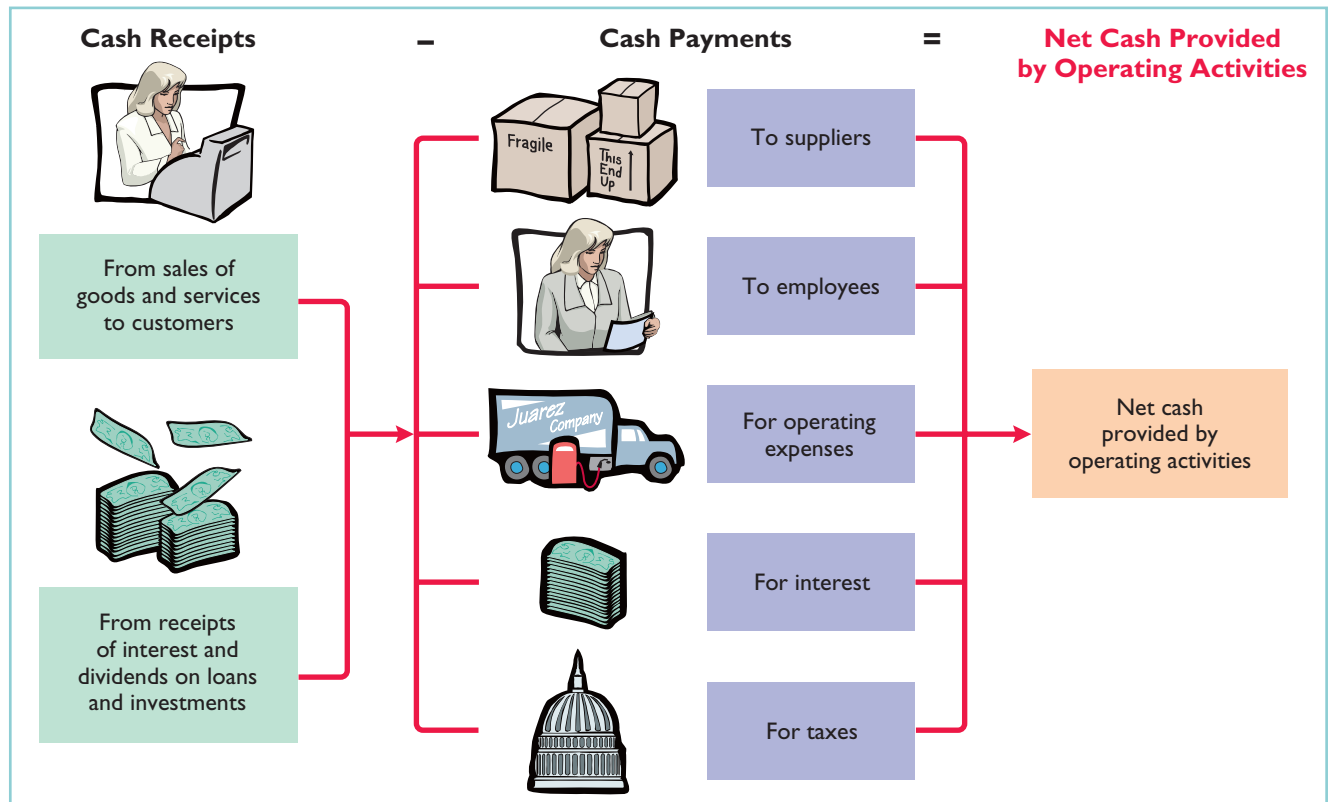 Cash Receipts
–
Cash Payments
=
Net Cash Provided
by Operating Activities
From sales of
goods and services
to customers
From receipts
of interest and
dividends on loans
and investments
Fragile
This
End
Up
To suppliers
To employees
Juarez
Company
For operating
expenses
For interest
For taxes
Net cash
provided by
operating activities